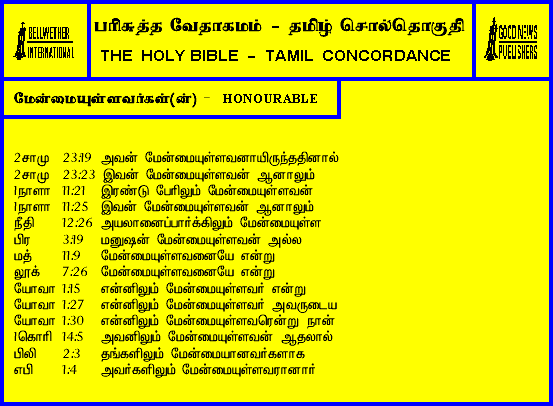 BELLWETHER
INTERNATIONAL
பரிசுத்த வேதாகமம் - தமிழ் சொல்தொகுதி
THE HOLY BIBLE - TAMIL CONCORDANCE
GOOD NEWS
PUBLISHERS
மேன்மையுள்ளவர்கள்(ன்) - HONOURABLE
2சாமு 23:19 அவன் மேன்மையுள்ளவனாயிருந்ததினால்
2சாமு 23:23 இவன் மேன்மையுள்ளவன் ஆனாலும்
1நாளா 11:21 இரண்டு பேரிலும் மேன்மையுள்ளவன்
1நாளா 11:25 இவன் மேன்மையுள்ளவன் ஆனாலும்
நீதி 12:26 அயலானைப்பார்க்கிலும் மேன்மையுள்ள
பிர 3:19 மனுஷன் மேன்மையுள்ளவன் அல்ல
மத் 11:9 மேன்மையுள்ளவனையே என்று
லூக் 7:26 மேன்மையுள்ளவனையே என்று
யோவா 1:15 என்னிலும் மேன்மையுள்ளவர் என்று
யோவா 1:27 என்னிலும் மேன்மையுள்ளவர் அவருடைய
யோவா 1:30 என்னிலும் மேன்மையுள்ளவரென்று நான்
1கொரி 14:5 அவனிலும் மேன்மையுள்ளவன் ஆதலால்
பிலி 2:3 தங்களிலும் மேன்மையானவர்களாக
எபி 1:4 அவர்களிலும் மேன்மையுள்ளவரானார்